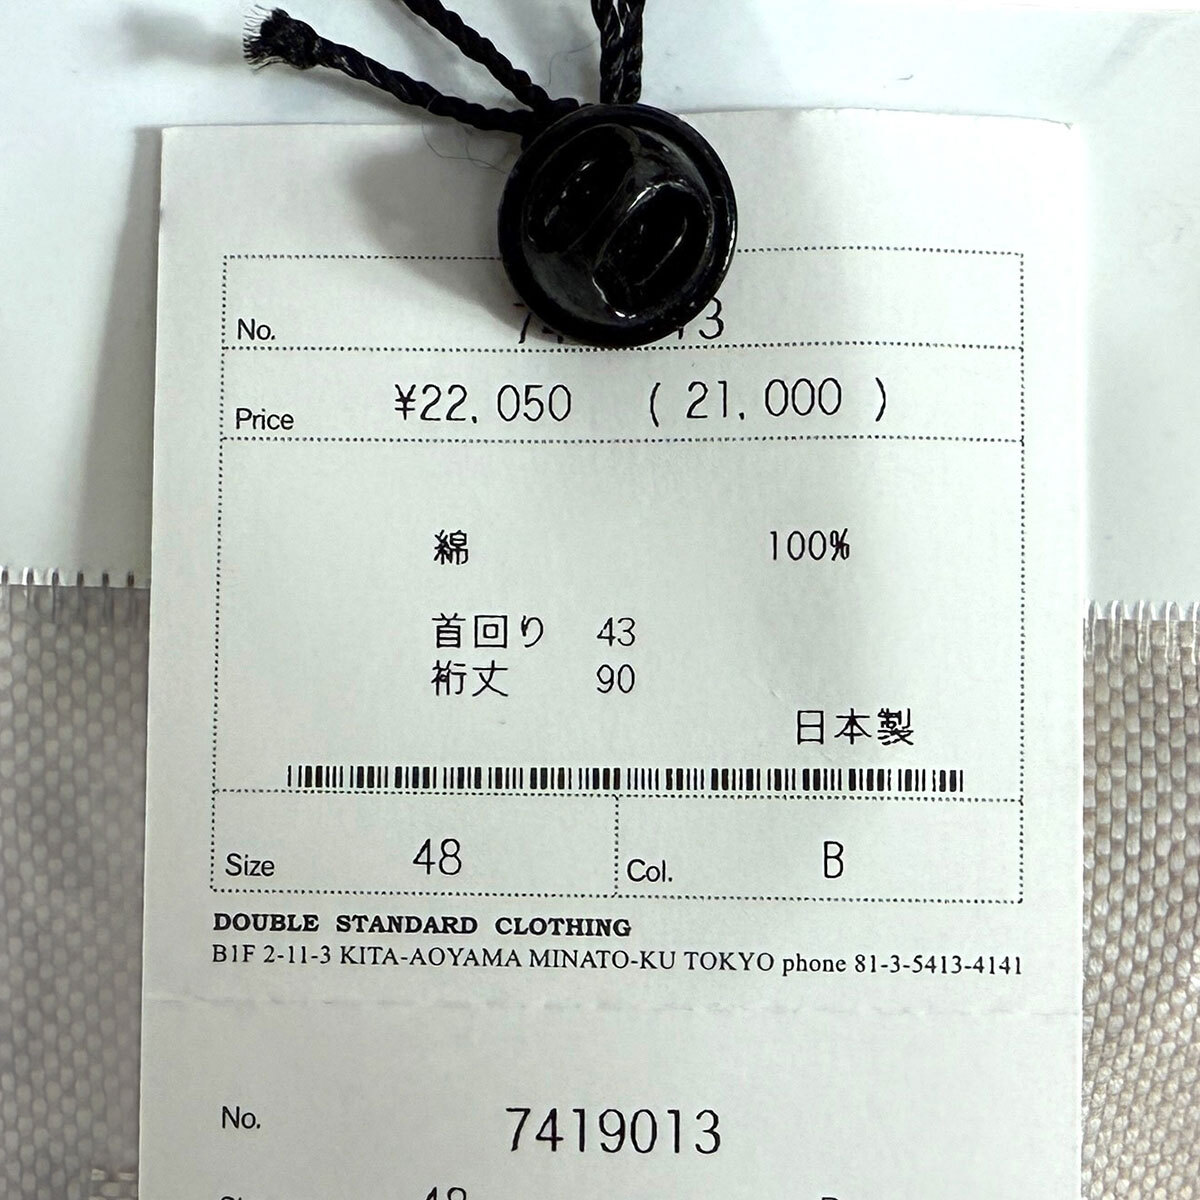 No.
Price ¥22,050 ( 21,000 )
綿 100%
首回り 43
裄丈 90
日本製
Size 48 Col. B
DOUBLE STANDARD CLOTHING
B1F 2-11-3 KITA-AOYAMA MINATO-KU TOKYO phone 81-3-5413-4141
No. 7419013